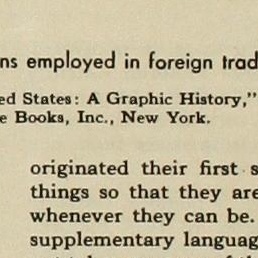 ns employed in foreign trad
ed States: A Graphic History,"
e Books, Inc., New York.
originated their first s
things so that they are
whenever they can be.
supplementary languag